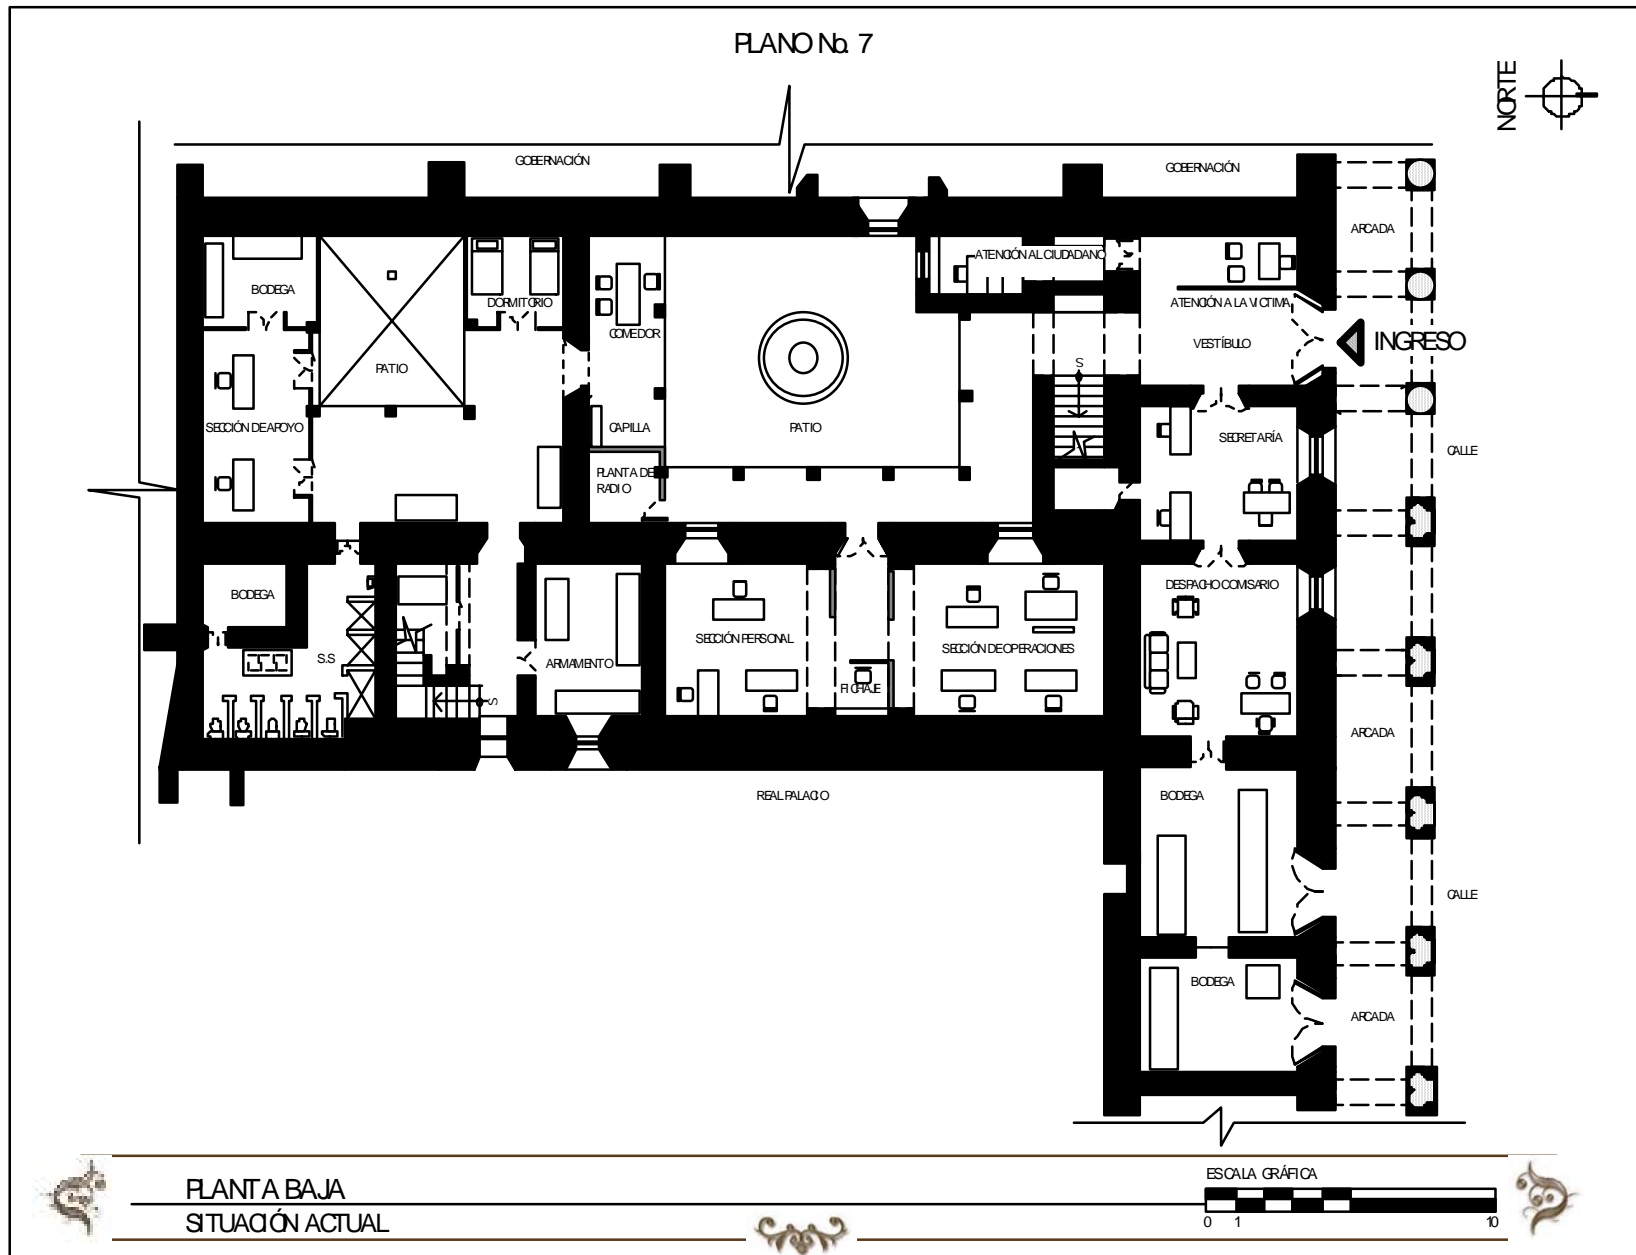 PLANO No. 7
NORTE
GOBERNACIÓN
GOBERNACIÓN
ARCADA
ATENCIÓN AL CIUDADANO
BODEGA
DORMITORIO
ATENCIÓN A LA VICTIMA
COMEDOR
VESTÍBULO
INGRESO
PATIO
S
SECCIÓN DE APOYO
CAPILLA
PATIO
SECRETARÍA
CALLE
PLANTA DE
RADIO
BODEGA
DESPACHO COMISARIO
S.S
ARMAMENTO
SECCIÓN PERSONAL
SECCIÓN DE OPERACIONES
FICHAJE
S
ARCADA
REAL PALACIO
BODEGA
CALLE
BODEGA
ARCADA
PLANTA BAJA
SITUACIÓN ACTUAL
ESCALA GRÁFICA
0 1 10